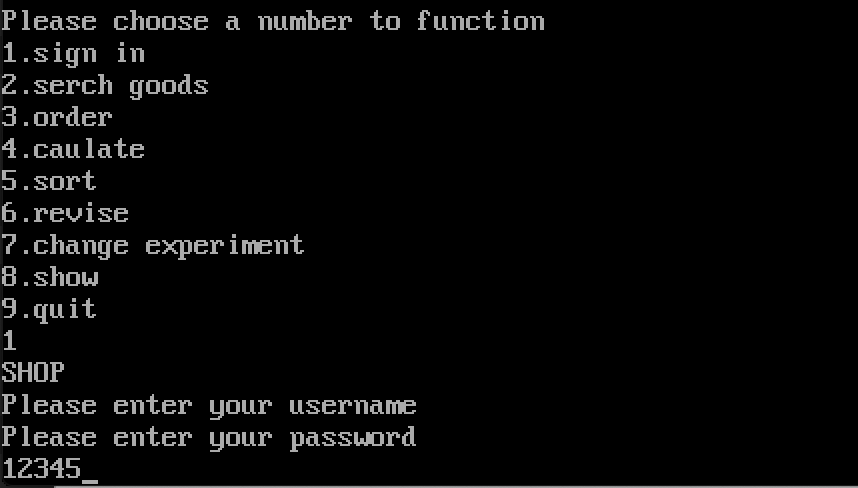 Please choose a number to function
1.sign in
2.serch goods
3.order
4.caulate
5.sort
6.revise
7.change experiment
8.show
9.quit
1
SHOP
Please enter your username
Please enter your password
12345_